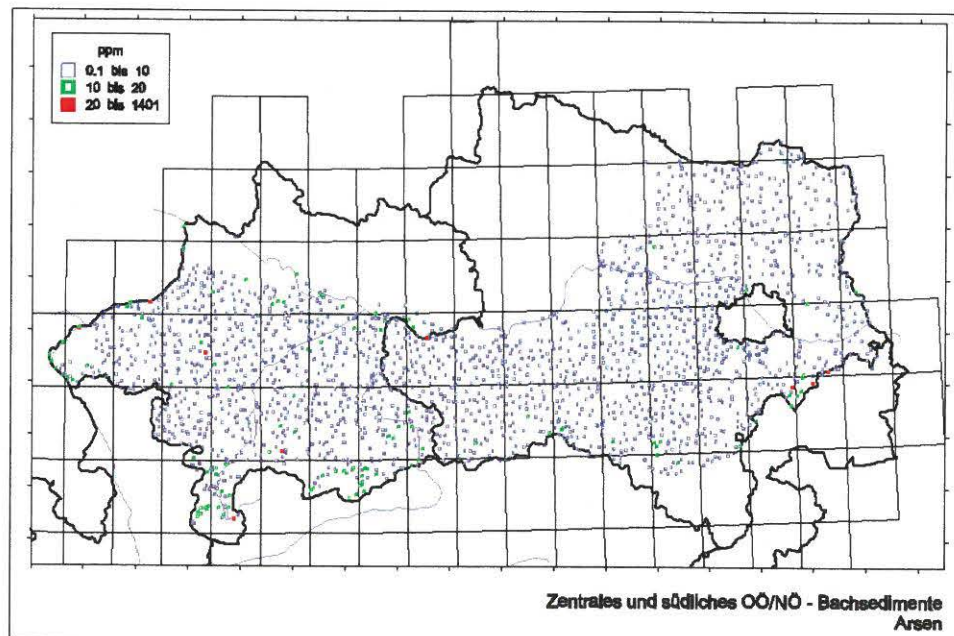 ppm
0.1 bis 10
10 bis 20
20 bis 1401
Zentrales und südliches OÖ/NÖ - Bachsedimente
Arsen